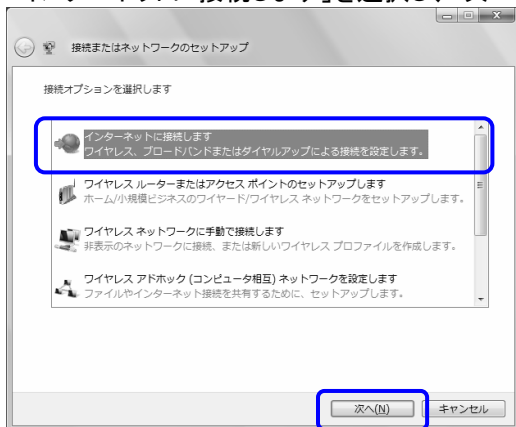 接続またはネットワークのセットアップ
接続オプションを選択します
インターネットに接続します
ワイヤレス、ブロードバンドまたはダイヤルアップによる接続を設定します。
ワイヤレス ルーターまたはアクセス ポイントのセットアップします
ホーム/小規模ビジネスのワイヤード/ワイヤレス ネットワークをセットアップします。
ワイヤレス ネットワークに手動で接続します
非表示のネットワークに接続、または新しいワイヤレス プロファイルを作成します。
ワイヤレス アドホック (コンピュータ相互) ネットワークを設定します
ファイルやインターネット接続を共有するために、セットアップします。
次へ(N)
キャンセル